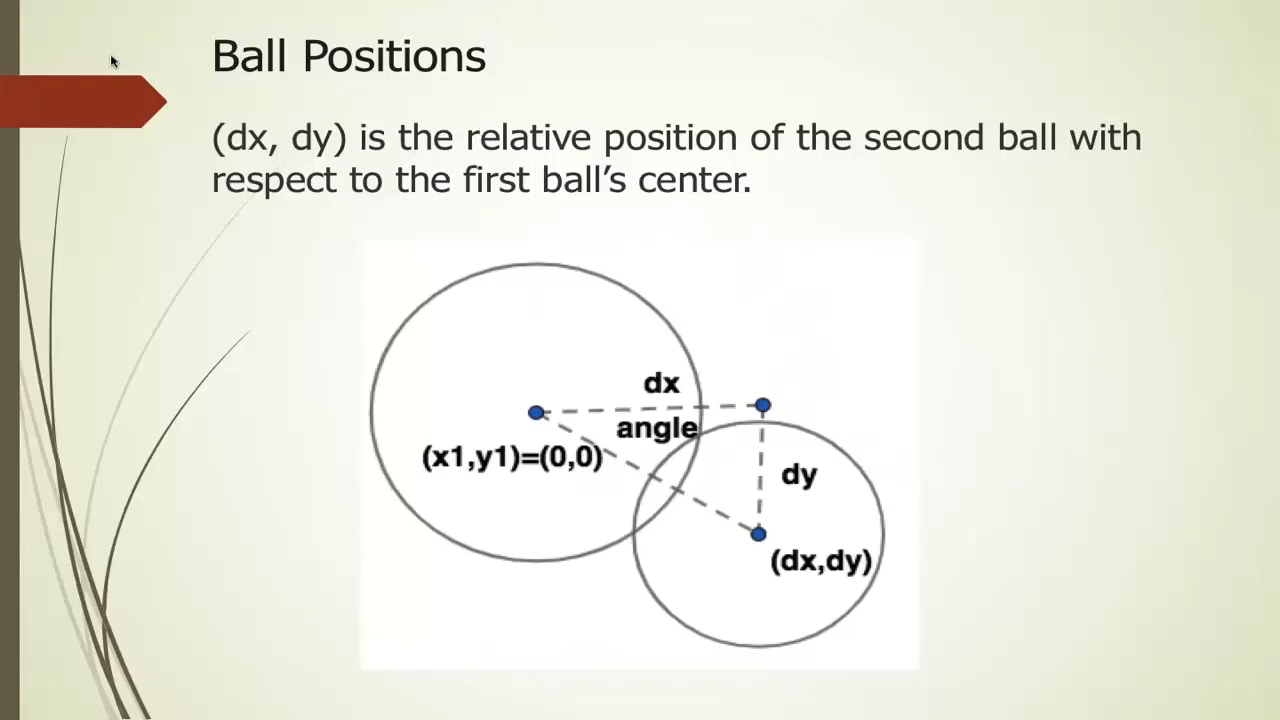 Ball Positions
(dx, dy) is the relative position of the second ball with
respect to the first ball’s center.
dx
angle
(x1,y1)=(0,0)
dy
(dx,dy)